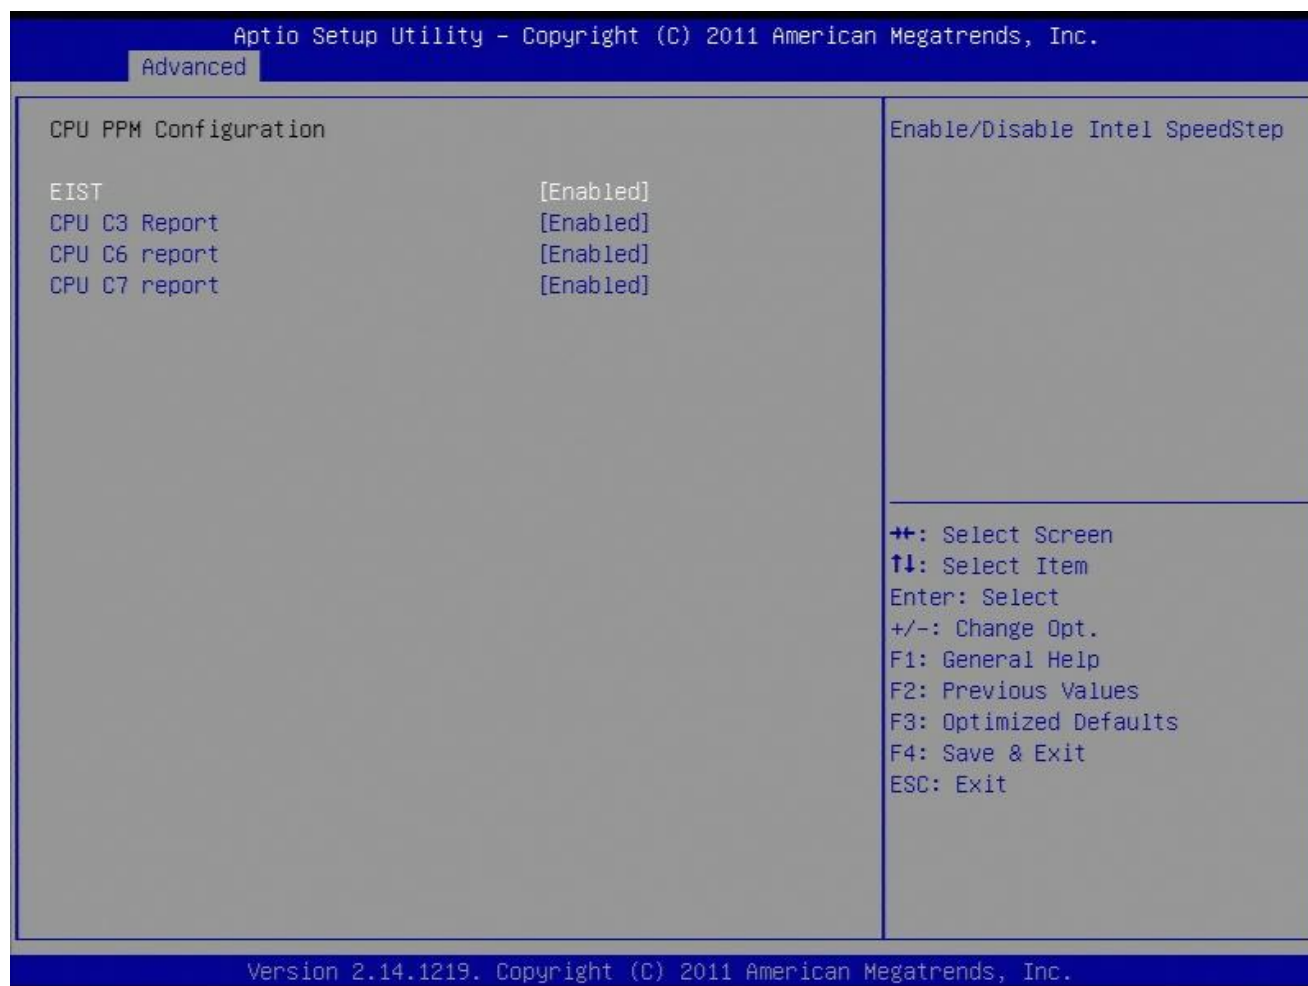 Aptio Setup Utility – Copyright (C) 2011 American Megatrends, Inc.
Advanced
CPU PPM Configuration
EIST [Enabled]
CPU C3 Report [Enabled]
CPU C6 report [Enabled]
CPU C7 report [Enabled]
Enable/Disable Intel SpeedStep
→←: Select Screen
↑↓: Select Item
Enter: Select
+/-: Change Opt.
F1: General Help
F2: Previous Values
F3: Optimized Defaults
F4: Save & Exit
ESC: Exit
Version 2.14.1219. Copyright (C) 2011 American Megatrends, Inc.